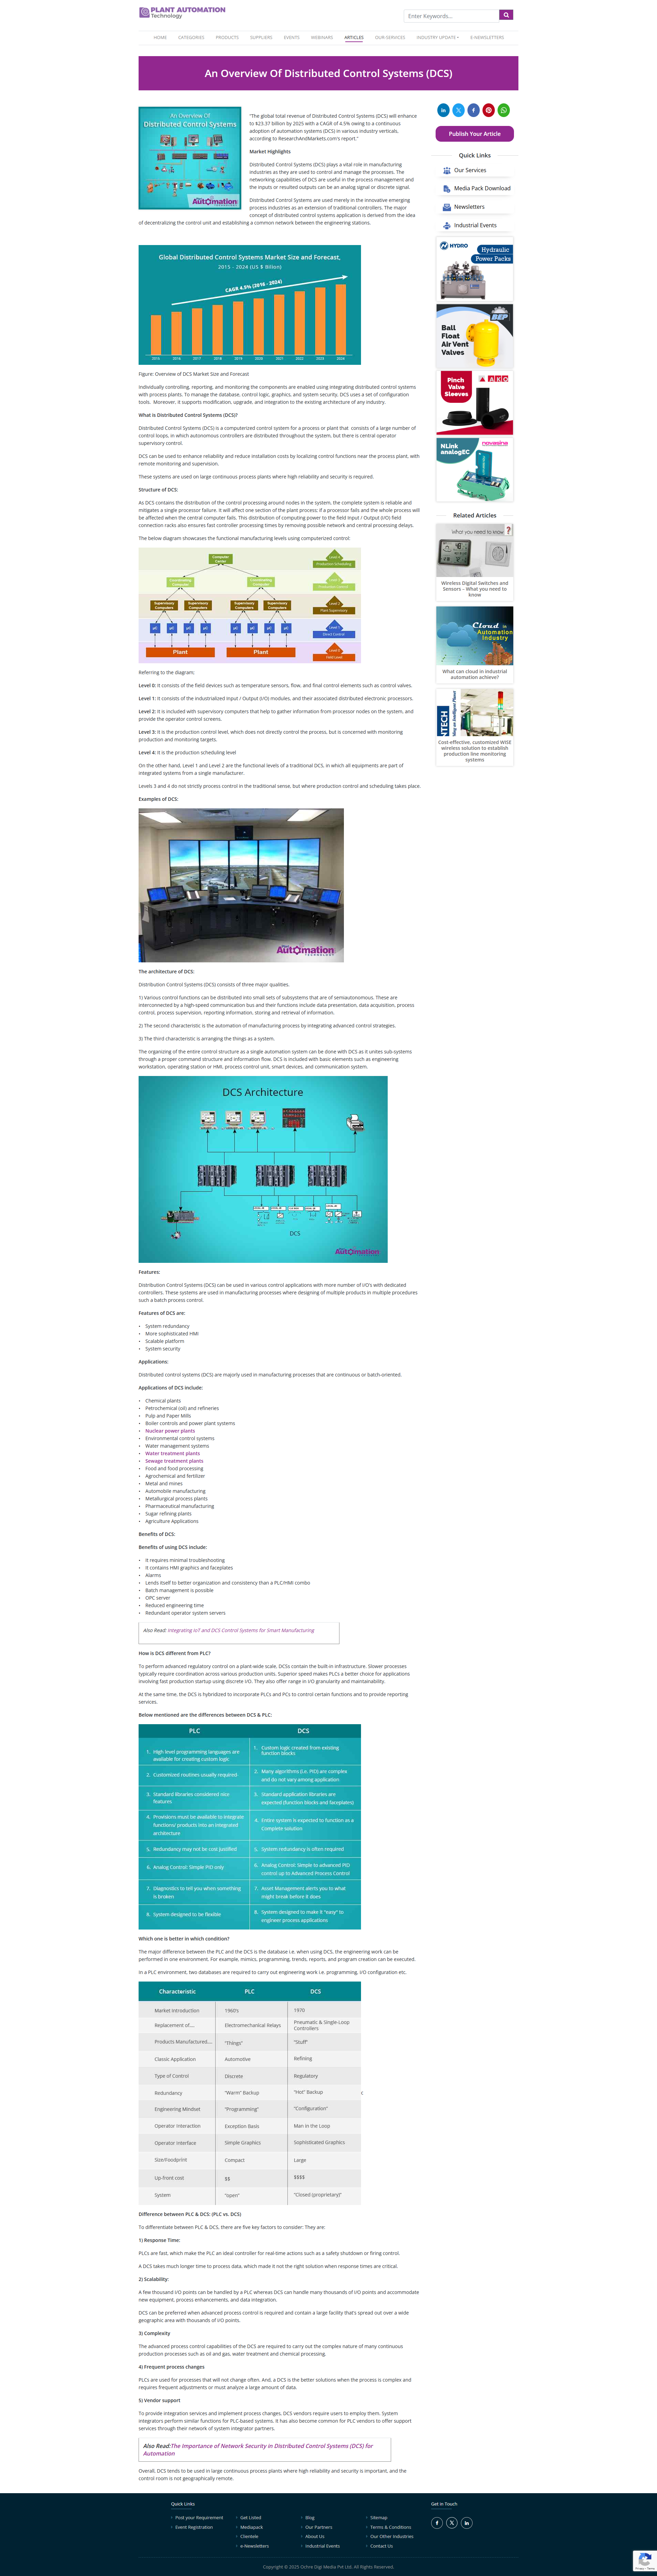 PLANT AUTOMATION
Technology
Enter Keywords...
HOME
CATEGORIES
PRODUCTS
SUPPLIERS
EVENTS
WEBINARS
ARTICLES
OUR-SERVICES
INDUSTRY UPDATE
E-NEWSLETTERS
An Overview Of Distributed Control Systems (DCS)
An Overview Of
Distributed Control Systems
Automation
"The global total revenue of Distributed Control Systems (DCS) will enhance
to $23.37 billion by 2025 with a CAGR of 4.5% owing to a continuous
adoption of automation systems (DCS) in various industry verticals,
according to ResearchAndMarkets.com's report."
Market Highlights
Distributed Control Systems (DCS) plays a vital role in manufacturing
industries as they are used to control and manage the processes. The
networking capabilities of DCS are useful in the process management and
the inputs or resulted outputs can be an analog signal or discrete signal.
Distributed Control Systems are used merely in the innovative emerging
process industries as an extension of traditional controllers. The major
concept of distributed control systems application is derived from the idea
of decentralizing the control unit and establishing a common network between the engineering stations.
Global Distributed Control Systems Market Size and Forecast,
2015 - 2024 (US $ Billion)
CAGR 4.5% (2016 - 2024)
2015 2016 2017 2018 2019 2020 2021 2022 2023 2024
Figure: Overview of DCS Market Size and Forecast
Individually controlling, reporting, and monitoring the components are enabled using integrating distributed control systems
with process plants. To manage the database, control logic, graphics, and system security, DCS uses a set of configuration
tools. Moreover, it supports modification, upgrade, and integration to the existing architecture of any industry.
What is Distributed Control Systems (DCS)?
Distributed Control Systems (DCS) is a computerized control system for a process or plant that consists of a large number of
control loops, in which autonomous controllers are distributed throughout the system, but there is central operator
supervisory control.
DCS can be used to enhance reliability and reduce installation costs by localizing control functions near the process plant, with
remote monitoring and supervision.
These systems are used on large continuous process plants where high reliability and security is required.
Structure of DCS:
As DCS contains the distribution of the control processing around nodes in the system, the complete system is reliable and
mitigates a single processor failure. It will affect one section of the plant process; if a processor fails and the whole process will
be affected when the central computer fails. This distribution of computing power to the field Input / Output (I/O) field
connection racks also ensures fast controller processing times by removing possible network and central processing delays.
The below diagram showcases the functional manufacturing levels using computerized control:
Computer Center
Coordinating Computer
Coordinating Computer
Supervisory Computers
Supervisory Computers
Supervisory Computers
Supervisory Computers
Plant
Plant
Level 4
Production Scheduling
Level 3
Production Control
Level 2
Plant Supervisory
Level 1
Direct Control
Level 0
Field Level
Referring to the diagram:
Level 0: It consists of the field devices such as temperature sensors, flow, and final control elements such as control valves.
Level 1: It consists of the industrialized Input / Output (I/O) modules, and their associated distributed electronic processors.
Level 2: It is included with supervisory computers that help to gather information from processor nodes on the system, and
provide the operator control screens.
Level 3: It is the production control level, which does not directly control the process, but is concerned with monitoring
production and monitoring targets.
Level 4: It is the production scheduling level
On the other hand, Level 1 and Level 2 are the functional levels of a traditional DCS, in which all equipments are part of
integrated systems from a single manufacturer.
Levels 3 and 4 do not strictly process control in the traditional sense, but where production control and scheduling takes place.
Examples of DCS:
Automation
TECHNOLOGY
The architecture of DCS:
Distribution Control Systems (DCS) consists of three major qualities.
1) Various control functions can be distributed into small sets of subsystems that are of semiautonomous. These are
interconnected by a high-speed communication bus and their functions include data presentation, data acquisition, process
control, process supervision, reporting information, storing and retrieval of information.
2) The second characteristic is the automation of manufacturing process by integrating advanced control strategies.
3) The third characteristic is arranging the things as a system.
The organizing of the entire control structure as a single automation system can be done with DCS as it unites sub-systems
through a proper command structure and information flow. DCS is included with basic elements such as engineering
workstation, operating station or HMI, process control unit, smart devices, and communication system.
DCS Architecture
DCS
Automation
Features:
Distribution Control Systems (DCS) can be used in various control applications with more number of I/O's with dedicated
controllers. These systems are used in manufacturing processes where designing of multiple products in multiple procedures
such as a batch process control.
Features of DCS are:
• System redundancy
• More sophisticated HMI
• Scalable platform
• System security
Applications:
Distributed control systems (DCS) are majorly used in manufacturing processes that are continuous or batch-oriented.
Applications of DCS include:
• Chemical plants
• Petrochemical (oil) and refineries
• Pulp and Paper Mills
• Boiler controls and power plant systems
• Nuclear power plants
• Environmental control systems
• Water management systems
• Water treatment plants
• Sewage treatment plants
• Food and food processing
• Agrochemical and fertilizer
• Metal and mines
• Automobile manufacturing
• Metallurgical process plants
• Pharmaceutical manufacturing
• Sugar refining plants
• Agriculture Applications
Benefits of DCS:
Benefits of using DCS include:
• It requires minimal troubleshooting
• It contains HMI graphics and faceplates
• Alarms
• Lends itself to better organization and consistency than a PLC/HMI combo
• Batch management is possible
• OPC server
• Reduced engineering time
• Redundant operator system servers
Also Read: Integrating IoT and DCS Control Systems for Smart Manufacturing
How is DCS different from PLC?
To perform advanced regulatory control on a plant-wide scale, DCSs contain the built-in infrastructure. Slower processes
typically require coordination across various production units. Superior speed makes PLCs a better choice for applications
involving fast production startup using discrete I/O. They also offer range in I/O granularity and maintainability.
At the same time, the DCS is hybridized to incorporate PLCs and PCs to control certain functions and to provide reporting
services.
Below mentioned are the differences between DCS & PLC:
PLC
DCS
1. High level programming languages are
available for creating custom logic
1. Custom logic created from existing
function blocks
2. Customized routines usually required
2. Many algorithms (i.e. PID) are complex
and do not vary among application
3. Standard libraries considered nice
features
3. Standard application libraries are
expected (function blocks and faceplates)
4. Provisions must be available to integrate
functions/ products into an integrated
architecture
4. Entire system is expected to function as a
Complete solution
5. Redundancy may not be cost justified
5. System redundancy is often required
6. Analog Control: Simple PID only
6. Analog Control: Simple to advanced PID
control up to Advanced Process Control
7. Diagnostics to tell you when something
is broken
7. Asset Management alerts you to what
might break before it does
8. System designed to be flexible
8. System designed to make it "easy" to
engineer process applications
Which one is better in which condition?
The major difference between the PLC and the DCS is the database i.e. when using DCS, the engineering work can be
performed in one environment. For example, mimics, programming, trends, reports, and program creation can be executed.
In a PLC environment, two databases are required to carry out engineering work i.e. programming, I/O configuration etc.
Characteristic PLC DCS
Market Introduction 1960's 1970
Replacement of.... Electromechanical Relays Pneumatic & Single-Loop
Controllers
Products Manufactured.... "Things" "Stuff"
Classic Application Automotive Refining
Type of Control Discrete Regulatory
Redundancy "Warm" Backup "Hot" Backup
Engineering Mindset "Programming" "Configuration"
Operator Interaction Exception Basis Man in the Loop
Operator Interface Simple Graphics Sophisticated Graphics
Size/Footprint Compact Large
Up-front cost $$ $$$$
System "open" "Closed (proprietary)"
Difference between PLC & DCS: (PLC vs. DCS)
To differentiate between PLC & DCS, there are five key factors to consider: They are:
1) Response Time:
PLCs are fast, which make the PLC an ideal controller for real-time actions such as a safety shutdown or firing control.
A DCS takes much longer time to process data, which made it not the right solution when response times are critical.
2) Scalability:
A few thousand I/O points can be handled by a PLC whereas DCS can handle many thousands of I/O points and accommodate
new equipment, process enhancements, and data integration.
DCS can be preferred when advanced process control is required and contain a large facility that's spread out over a wide
geographic area with thousands of I/O points.
3) Complexity
The advanced process control capabilities of the DCS are required to carry out the complex nature of many continuous
production processes such as oil and gas, water treatment and chemical processing.
4) Frequent process changes
PLCs are used for processes that will not change often. And, a DCS is the better solutions when the process is complex and
requires frequent adjustments or must analyze a large amount of data.
5) Vendor support
To provide integration services and implement process changes, DCS vendors require users to employ them. System
integrators perform similar functions for PLC-based systems. It has also become common for PLC vendors to offer support
services through their network of system integrator partners.
Also Read:The Importance of Network Security in Distributed Control Systems (DCS) for
Automation
Overall, DCS tends to be used in large continuous process plants where high reliability and security is important, and the
control room is not geographically remote.
Publish Your Article
Quick Links
Our Services
Media Pack Download
Newsletters
Industrial Events
HYDRO
Hydraulic
Power Packs
BEP
Ball
Float
Air Vent
Valves
Pinch
Valve
Sleeves
AKO
NLink
analogEC
novasina
Related Articles
what you need to know
?
Wireless Digital Switches and
Sensors – What you need to
know
Cloud in
Automation
Industry
What can cloud in industrial
automation achieve?
Cost-effective, customized WISE
wireless solution to establish
production line monitoring
systems
Quick Links
Post your Requirement
Event Registration
Get Listed
Mediapack
Clientele
e-Newsletters
Blog
Our Partners
About Us
Industrial Events
Sitemap
Terms & Conditions
Our Other Industries
Contact Us
Get in Touch
Copyright © 2025 Ochre Digi Media Pvt Ltd. All Rights Reserved.
Privacy - Terms